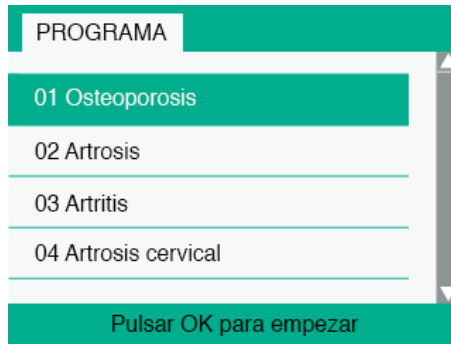 PROGRAMA
01 Osteoporosis
02 Artrosis
03 Artritis
04 Artrosis cervical
Pulsar OK para empezar